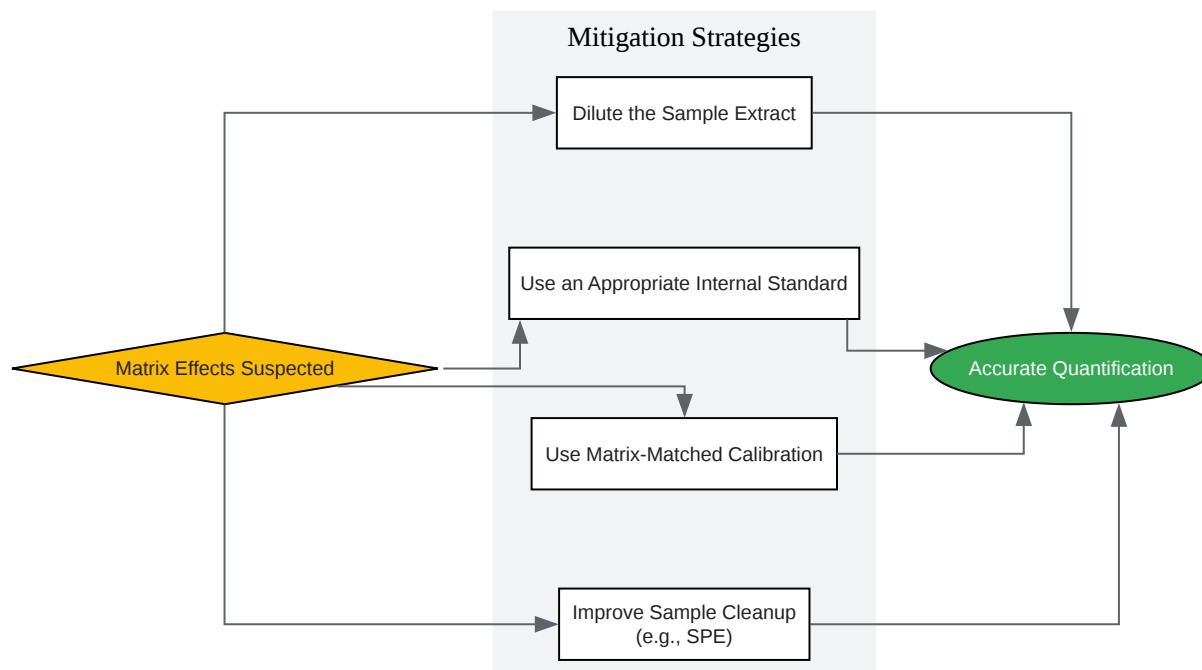 Mitigation Strategies
Dilute the Sample Extract
Use an Appropriate Internal Standard
Matrix Effects Suspected
Accurate Quantification
Use Matrix-Matched Calibration
Improve Sample Cleanup
(e.g., SPE)